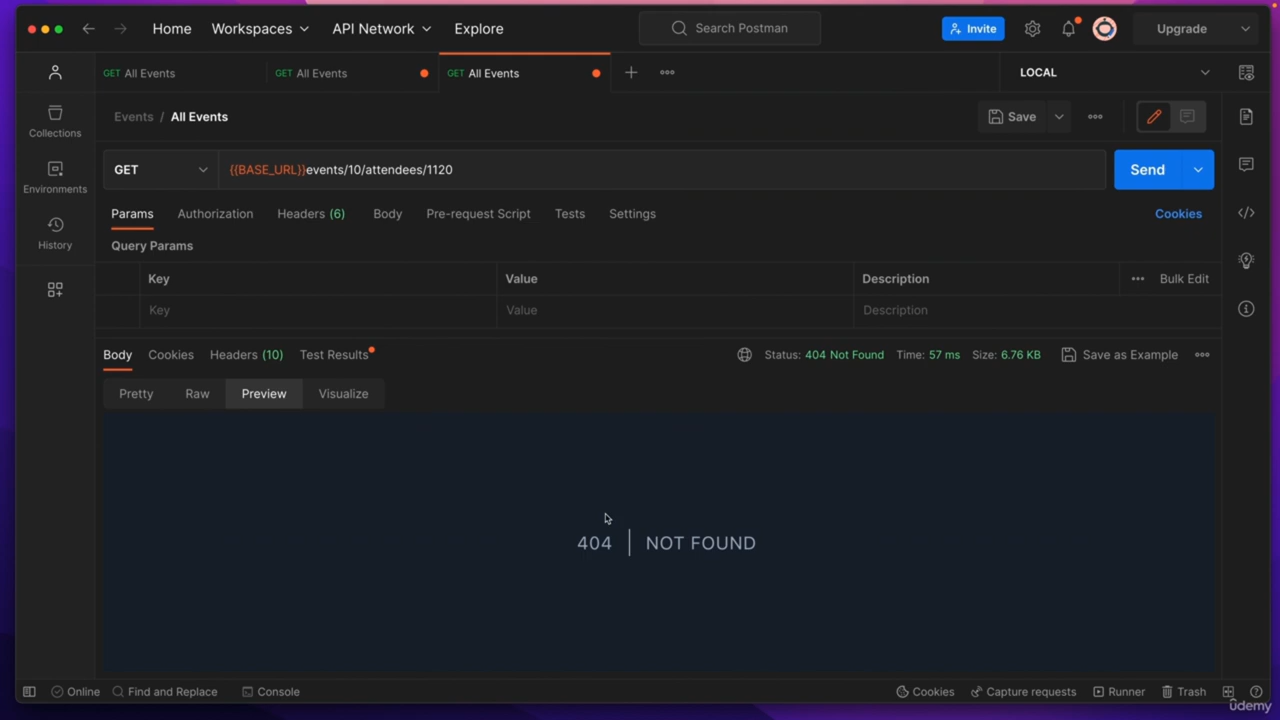 Home Workspaces API Network Explore Search Postman Invite Upgrade
GET All Events GET All Events GET All Events LOCAL
Events / All Events Save
Collections
GET {{BASE_URL}}events/10/attendees/1120 Send
Environments
Params Authorization Headers (6) Body Pre-request Script Tests Settings Cookies
History
Query Params
Key Value Description Bulk Edit
Key Value Description
Body Cookies Headers (10) Test Results Status: 404 Not Found Time: 57 ms Size: 6.76 KB Save as Example
Pretty Raw Preview Visualize
404 | NOT FOUND
Online Find and Replace Console Cookies Capture requests Runner Trash
udemy